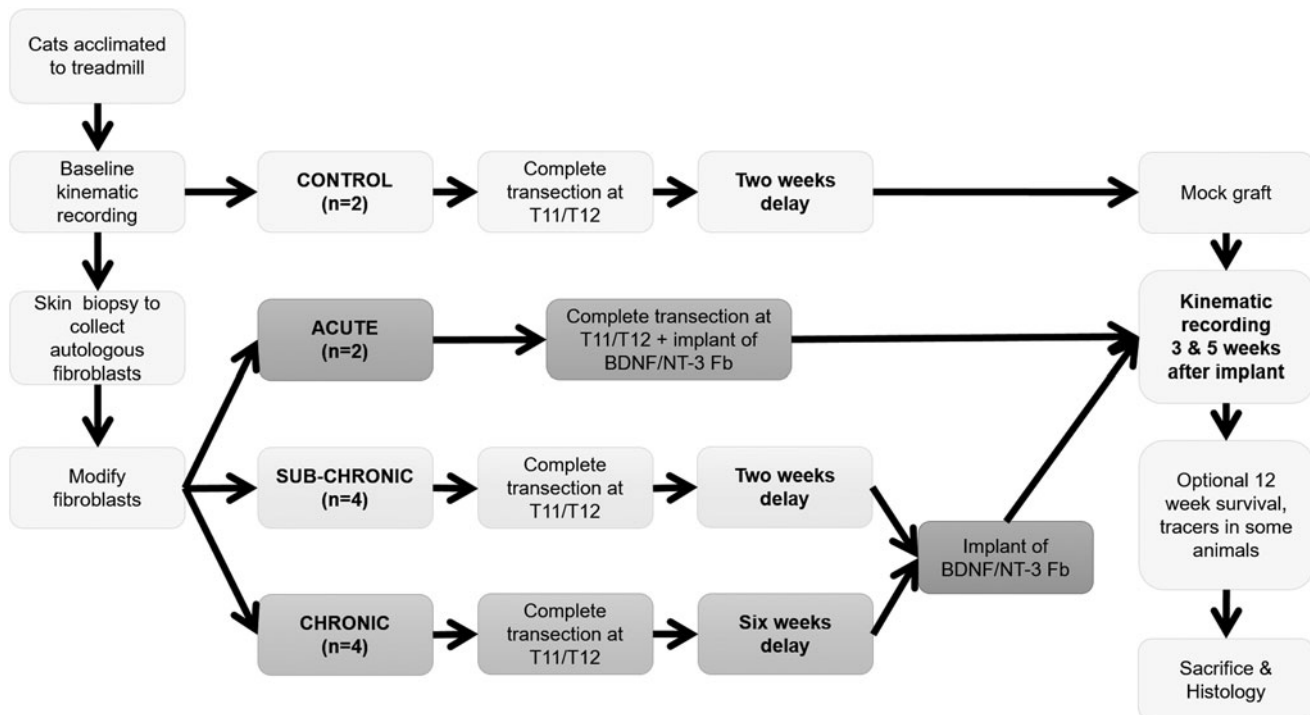 Cats acclimated
to treadmill
Baseline
kinematic
recording
CONTROL
(n=2)
Complete
transection at
T11/T12
Two weeks
delay
Mock graft
Skin biopsy to
collect
autologous
fibroblasts
ACUTE
(n=2)
Complete transection at
T11/T12 + implant of
BDNF/NT-3 Fb
Kinematic
recording
3 & 5 weeks
after implant
Modify
fibroblasts
SUB-CHRONIC
(n=4)
Complete
transection at
T11/T12
Two weeks
delay
Implant of
BDNF/NT-3 Fb
Optional 12
week survival,
tracers in some
animals
CHRONIC
(n=4)
Complete
transection at
T11/T12
Six weeks
delay
Sacrifice &
Histology